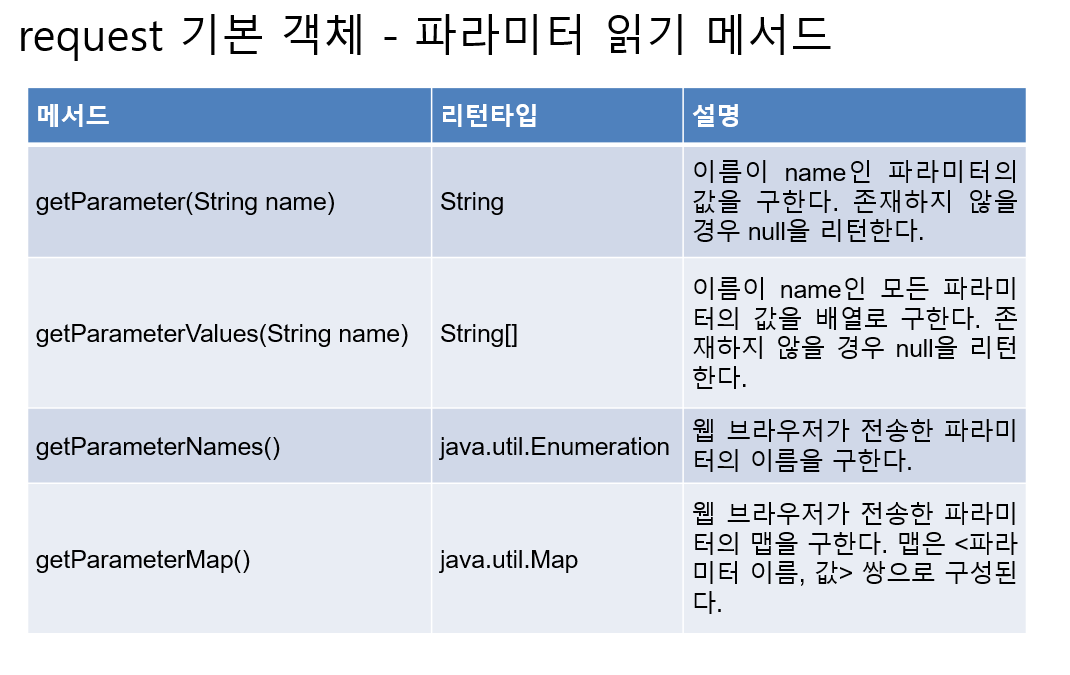 request 기본 객체 - 파라미터 읽기 메서드
메서드 리턴타입 설명
getParameter(String name)
String
이름이 name인 파라미터의
값을 구한다. 존재하지 않을
경우 null을 리턴한다.
getParameterValues(String name)
String[]
이름이 name인 모든 파라미
터의 값을 배열로 구한다. 존
재하지 않을 경우 null을 리턴
한다.
getParameterNames()
java.util.Enumeration
웹 브라우저가 전송한 파라미
터의 이름을 구한다.
getParameterMap()
java.util.Map
웹 브라우저가 전송한 파라미
터의 맵을 구한다. 맵은 <파라
미터 이름, 값> 쌍으로 구성된
다.